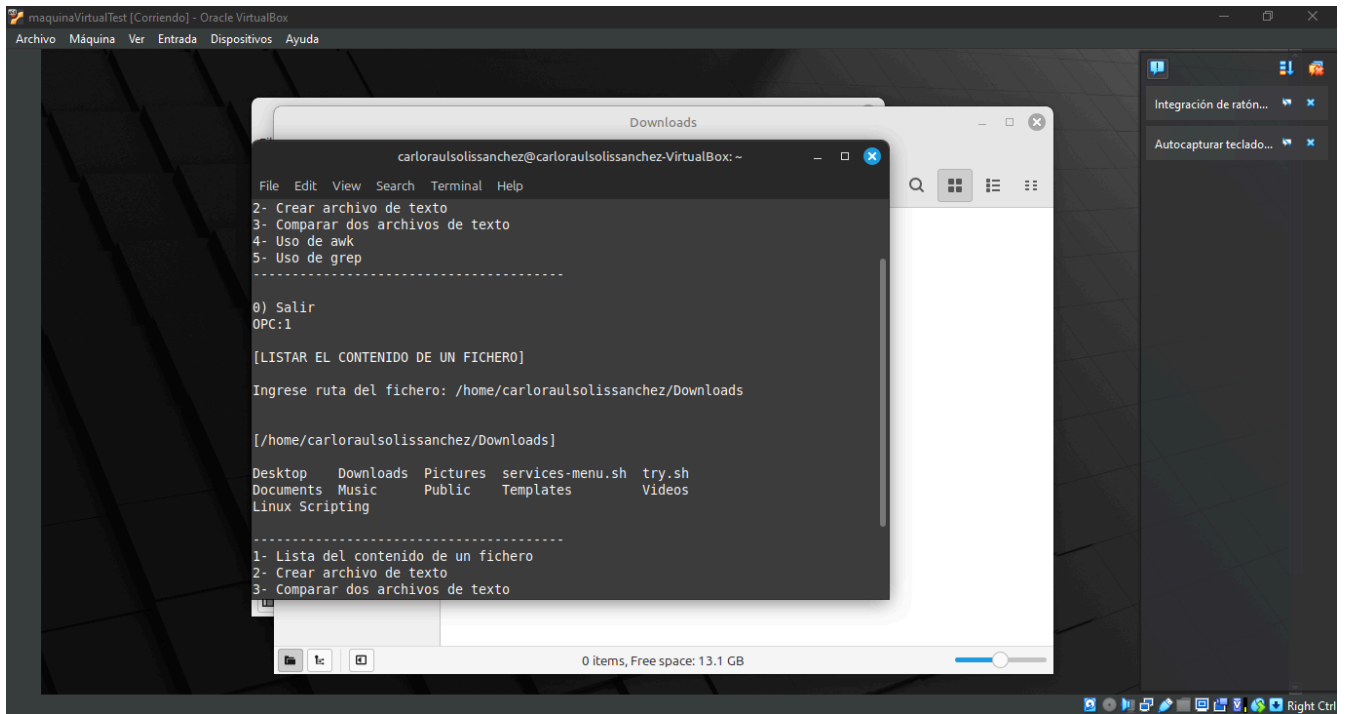 maquinaVirtualTest [Corriendo] - Oracle VirtualBox
Archivo Máquina Ver Entrada Dispositivos Ayuda
Integración de ratón...
Autocapturar teclado...
Downloads
carloraulsolissanchez@carloraulsolissanchez-VirtualBox: ~
File Edit View Search Terminal Help
2- Crear archivo de texto
3- Comparar dos archivos de texto
4- Uso de awk
5- Uso de grep
----------------------------------------
0) Salir
OPC:1
[LISTAR EL CONTENIDO DE UN FICHERO]
Ingrese ruta del fichero: /home/carloraulsolissanchez/Downloads
[/home/carloraulsolissanchez/Downloads]
Desktop Downloads Pictures services-menu.sh try.sh
Documents Music Public Templates Videos
Linux Scripting
----------------------------------------
1- Lista del contenido de un fichero
2- Crear archivo de texto
3- Comparar dos archivos de texto
0 items, Free space: 13.1 GB
Right Ctrl